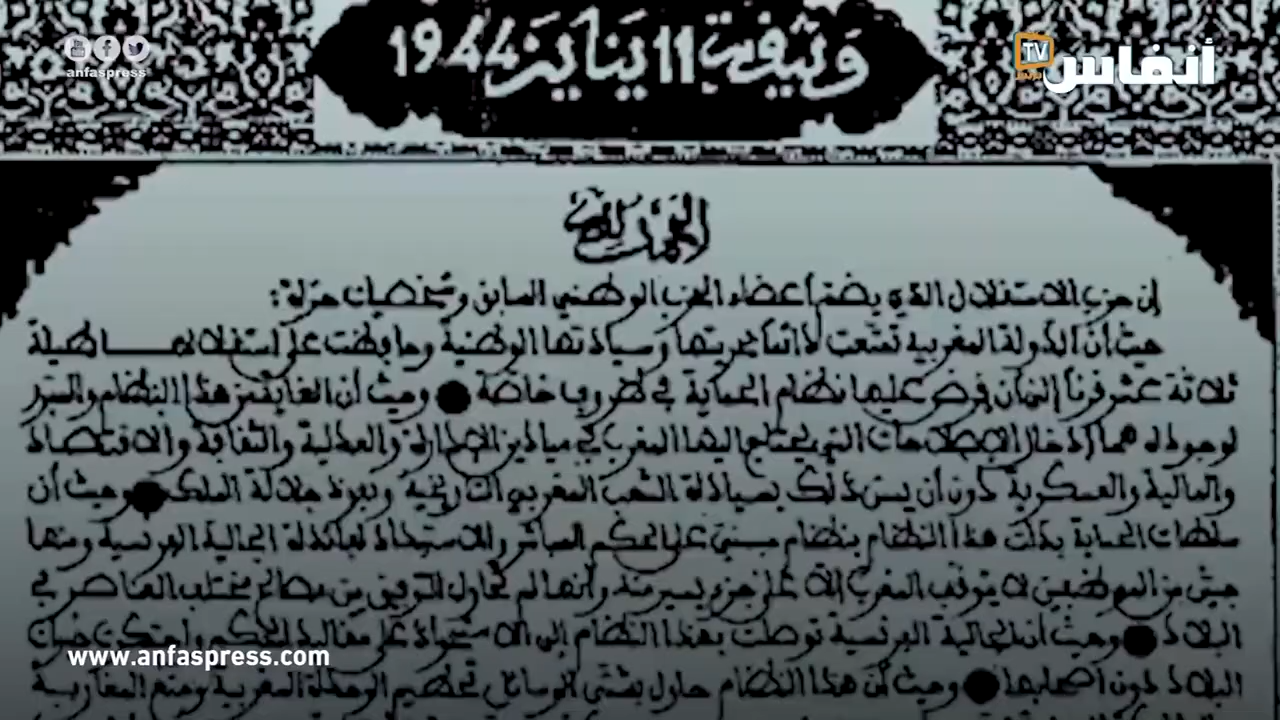 وثيقة 11 يناير 1944
أنفاس
TV
بريس
anfaspress
الحمد لله
إن حزب الاستقلال الذي يضم أعضاء الحزب الوطني السابق وشخصيات حرة:
حيث أن الدولة المغربية تمتعت دائما بحريتها وسيادتها الوطنية وحافظت على استقلالها طيلة
ثلاثة عشر قرنا إلى أن فرض عليها نظام الحماية في ظروف خاصة ● وحيث أن الغاية من هذا النظام والمبرر
لوجوده هما إدخال الإصلاحات التي يحتاج إليها المغرب في ميادين الإدارة والعدلية والثقافة والاقتصاد
والمالية والعسكرية دون أن يمس ذلك بسيادة الشعب المغربي التاريخية ونفوذ جلالة الملك ● وحيث أن
سلطات الحماية بدلت هذا النظام بنظام مبني على الحكم المباشر والاستبداد لفائدة الجالية الفرنسية ومنها
جيش من الموظفين لا يتوقف المغرب إلا على جزء يسير منه وأنها لم تحاول التوفيق بين مصالح مختلف العناصر في
البلاد ● وحيث أن الجالية الفرنسية توصلت بهذا النظام إلى الاستحواذ على مقاليد الحكم واحتكرت خيرات
البلاد دون أصحابها ● وحيث أن هذا النظام حاول بشتى الوسائل تحطيم الوحدة المغربية ومنع المغاربة
www.anfaspress.com